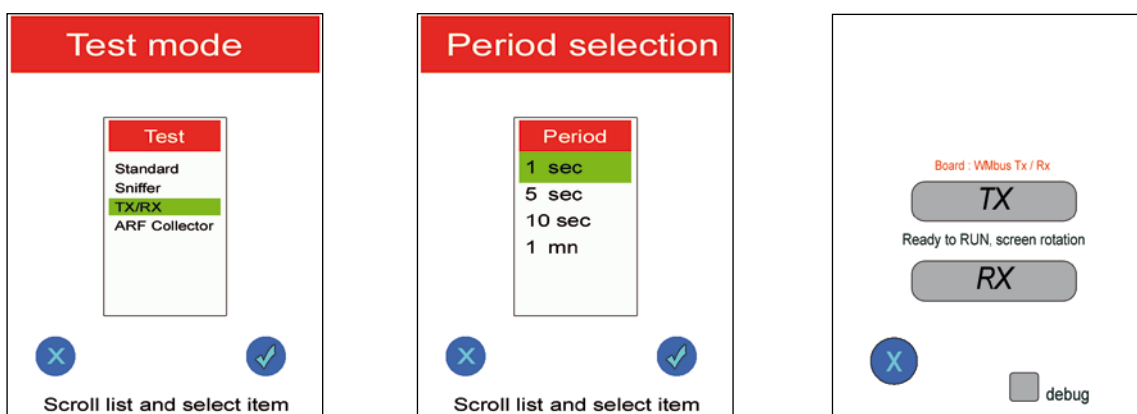 Test mode
Test
Standard
Sniffer
TX/RX
ARF Collector
X
Scroll list and select item
Period selection
Period
1 sec
5 sec
10 sec
1 mn
X
Scroll list and select item
Board : WMbus Tx / Rx
TX
Ready to RUN, screen rotation
RX
X
debug